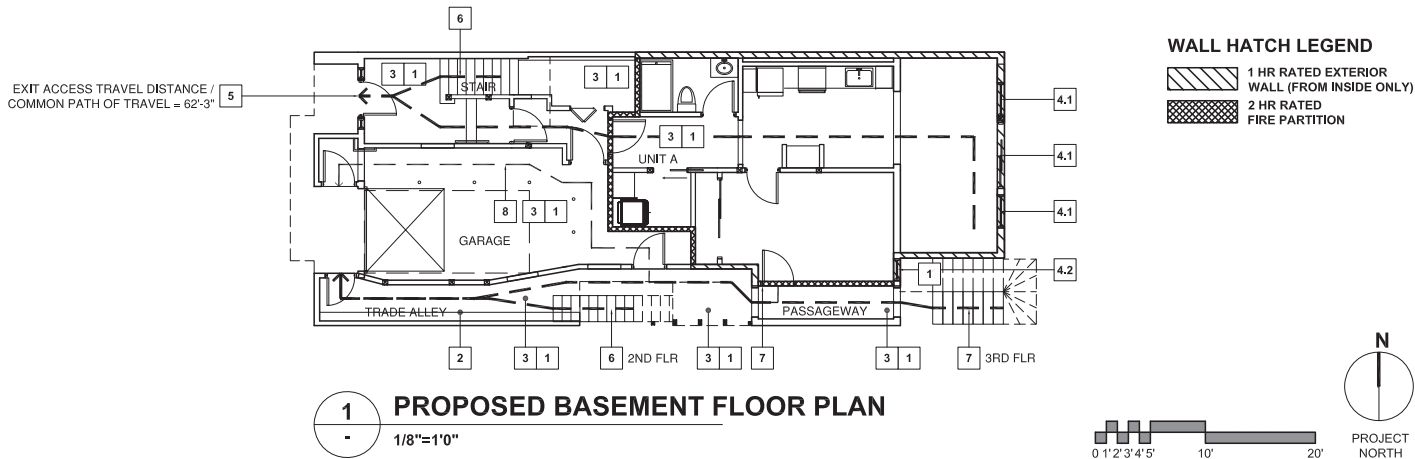 6
EXIT ACCESS TRAVEL DISTANCE /
COMMON PATH OF TRAVEL = 62'-3"
5
3 1
STAIR
3 1
3 1
UNIT A
8 3 1
GARAGE
4.1
4.1
4.1
4.2
1
TRADE ALLEY
PASSAGEWAY
2
3 1
6 2ND FLR
3 1
7
3 1
7 3RD FLR
WALL HATCH LEGEND
1 HR RATED EXTERIOR
WALL (FROM INSIDE ONLY)
2 HR RATED
FIRE PARTITION
1
-
PROPOSED BASEMENT FLOOR PLAN
1/8"=1'0"
0 1' 2' 3' 4' 5' 10' 20'
N
PROJECT
NORTH